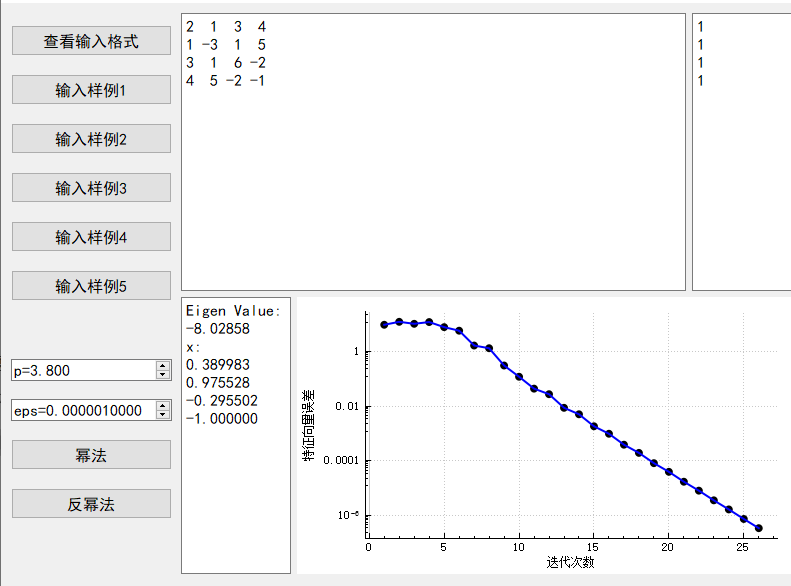 查看输入格式
输入样例1
输入样例2
输入样例3
输入样例4
输入样例5
p=3.800
eps=0.0000010000
幂法
反幂法
2 1 3 4
1 -3 1 5
3 1 6 -2
4 5 -2 -1
1
1
1
1
Eigen Value:
-8.02858
x:
0.389983
0.975528
-0.295502
-1.000000
特征向量误差
1
0.01
0.0001
10⁻⁶
0 5 10 15 20 25
迭代次数